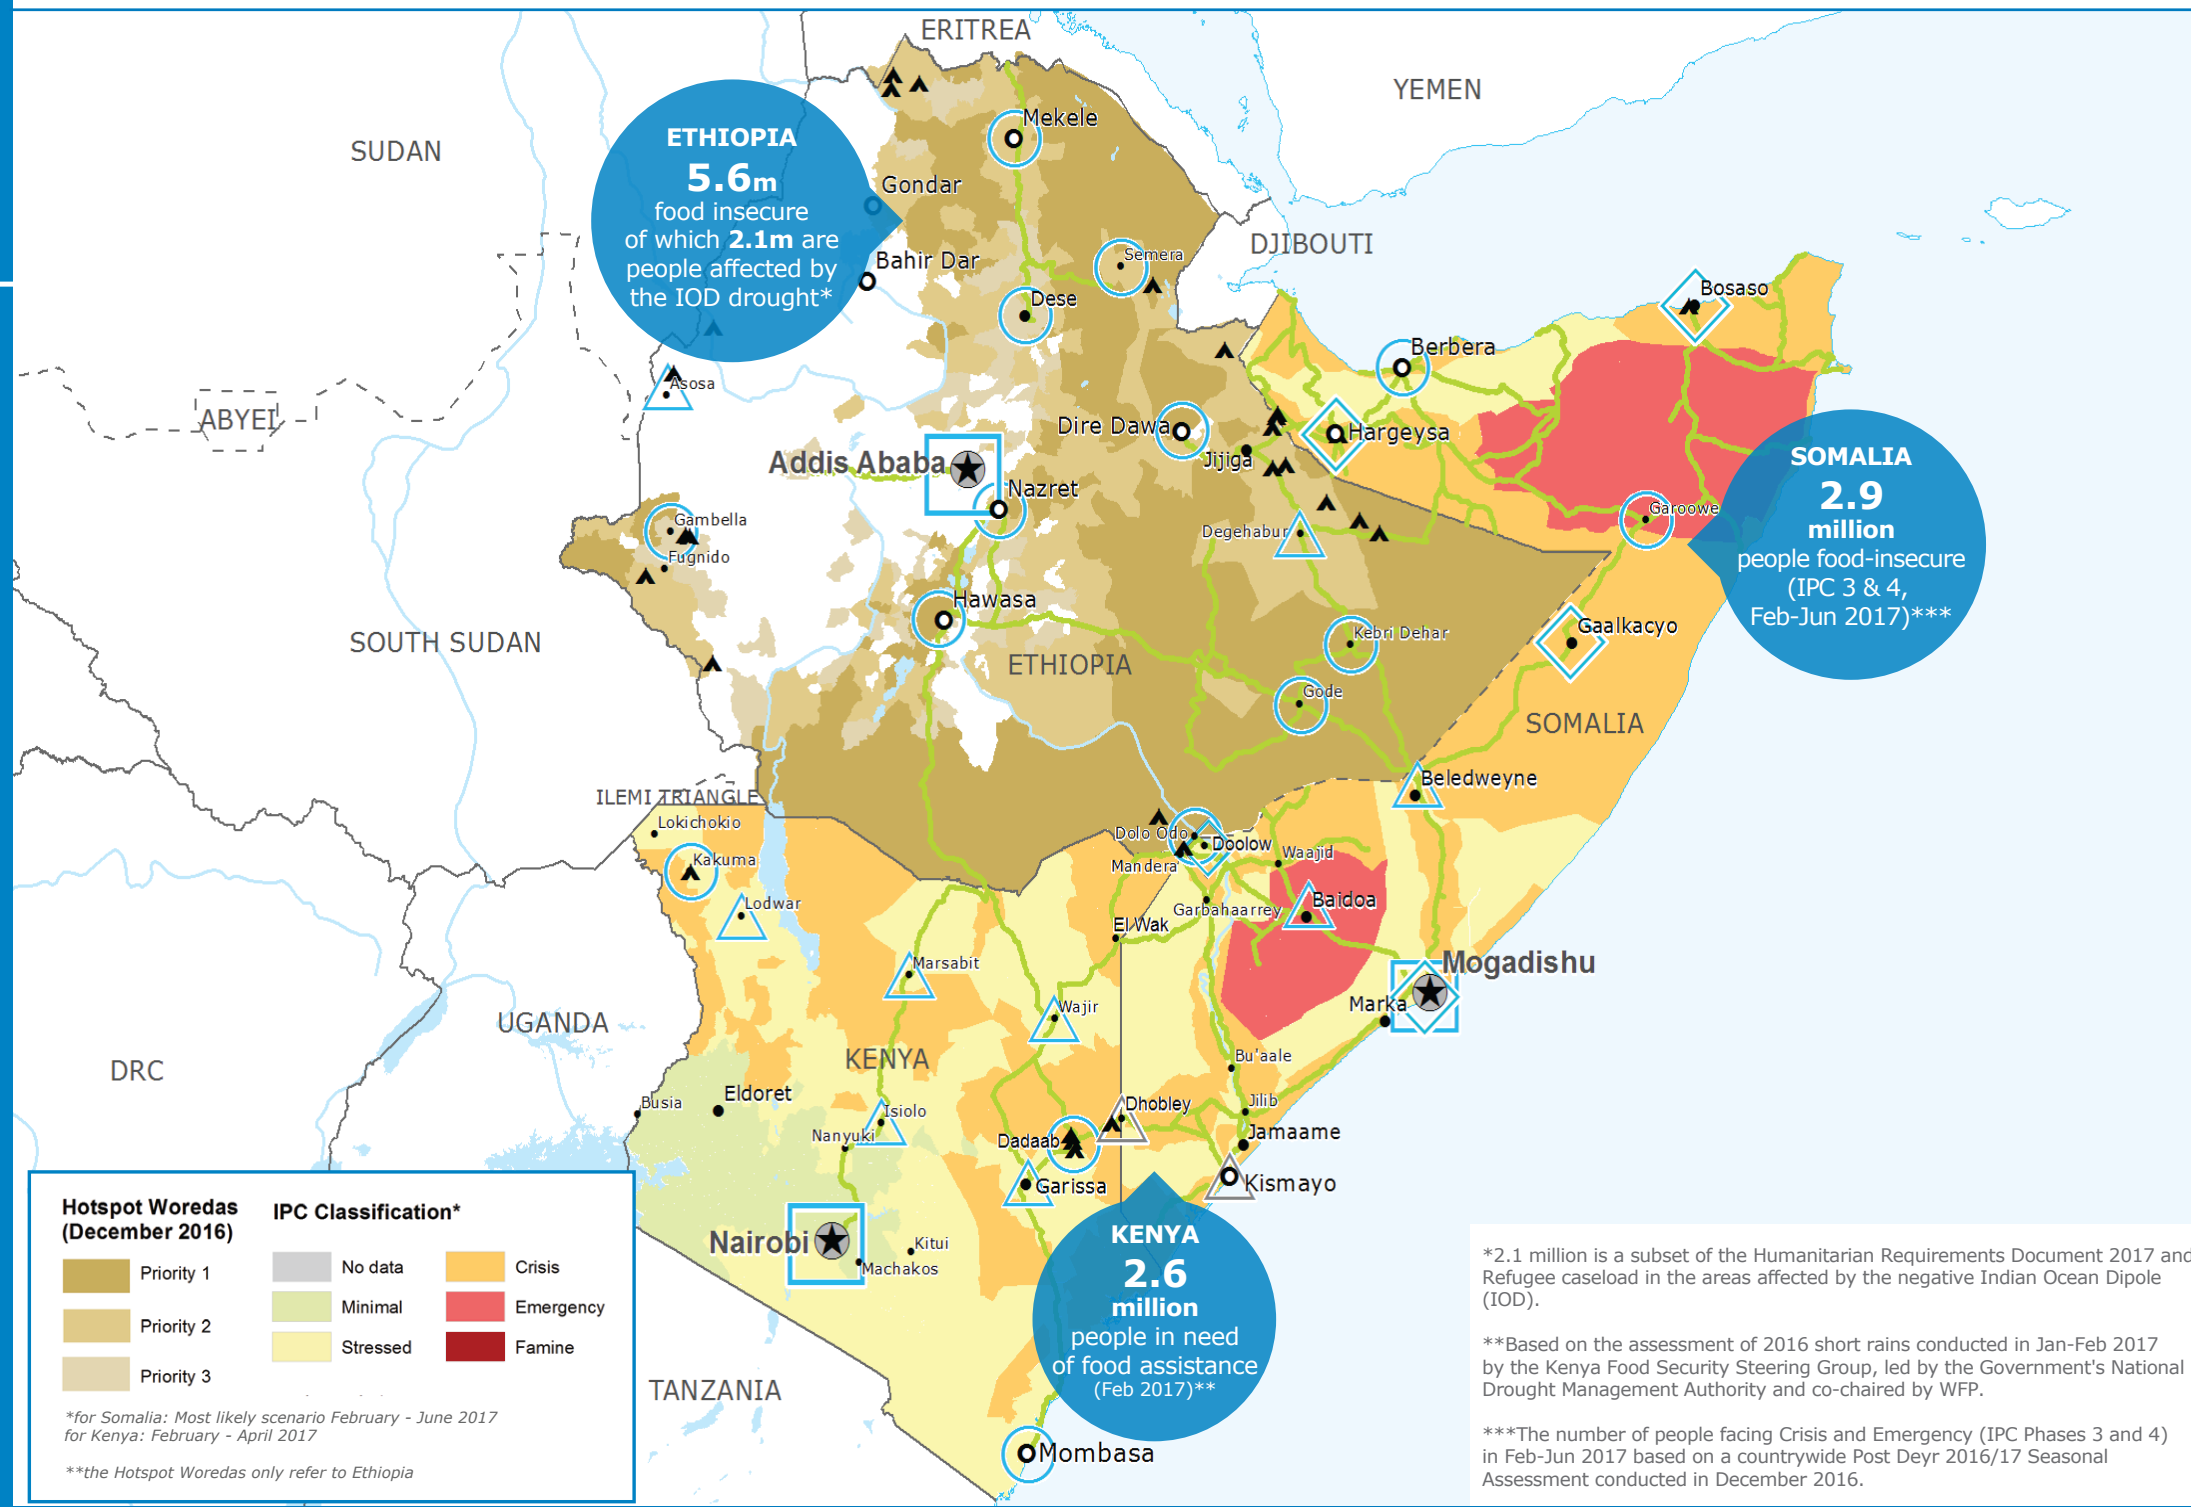 ERITREA
YEMEN
SUDAN
ETHIOPIA
5.6m
food insecure
of which 2.1m are
people affected by
the IOD drought*
Mekele
Gondar
Bahir Dar
Semera
Dese
DJIBOUTI
Bosaso
Berbera
Asosa
ABYEI
Dire Dawa
Hargeysa
Jijiga
Addis Ababa
Nazret
SOMALIA
2.9
million
people food-insecure
(IPC 3 & 4,
Feb-Jun 2017)***
Garoowe
Gambella
Fugnido
Degehabur
Hawasa
SOUTH SUDAN
Kebri Dehar
Gaalkacyo
ETHIOPIA
Gode
SOMALIA
Beledweyne
ILEMI TRIANGLE
Lokichokio
Dolo Odo
Doolow
Mandera
Waajid
Kakuma
Lodwar
Garbahaarrey
Baidoa
El Wak
Marsabit
Mogadishu
Marka
Wajir
UGANDA
KENYA
DRC
Bu'aale
Busia
Eldoret
Isiolo
Nanyuki
Dhobley
Jilib
Dadaab
Jamaame
Garissa
Kismayo
Nairobi
Kitui
Machakos
KENYA
2.6
million
people in need
of food assistance
(Feb 2017)**
TANZANIA
Mombasa
Hotspot Woredas
(December 2016)
Priority 1
Priority 2
Priority 3
IPC Classification*
No data
Minimal
Stressed
Crisis
Emergency
Famine
*for Somalia: Most likely scenario February - June 2017
for Kenya: February - April 2017
**the Hotspot Woredas only refer to Ethiopia
*2.1 million is a subset of the Humanitarian Requirements Document 2017 and
Refugee caseload in the areas affected by the negative Indian Ocean Dipole
(IOD).
**Based on the assessment of 2016 short rains conducted in Jan-Feb 2017
by the Kenya Food Security Steering Group, led by the Government's National
Drought Management Authority and co-chaired by WFP.
***The number of people facing Crisis and Emergency (IPC Phases 3 and 4)
in Feb-Jun 2017 based on a countrywide Post Deyr 2016/17 Seasonal
Assessment conducted in December 2016.